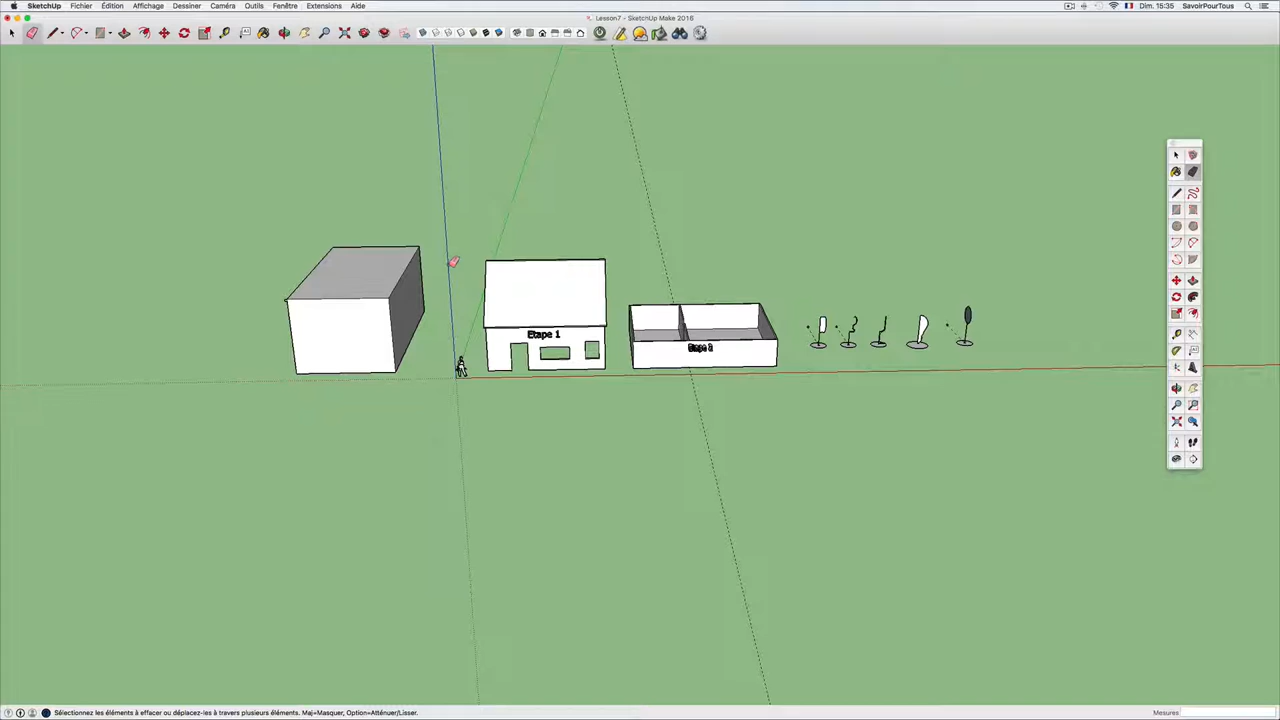 SketchUp Fichier Édition Affichage Dessiner Caméra Outils Fenêtre Extensions Aide Dim. 15:35 SavoirPourTous
Lesson7 - SketchUp Make 2016
Etape 1
Sélectionnez les éléments à effacer ou déplacez-les à travers plusieurs éléments. Maj=Masquer, Option=Atténuer/Lisser. Mesures